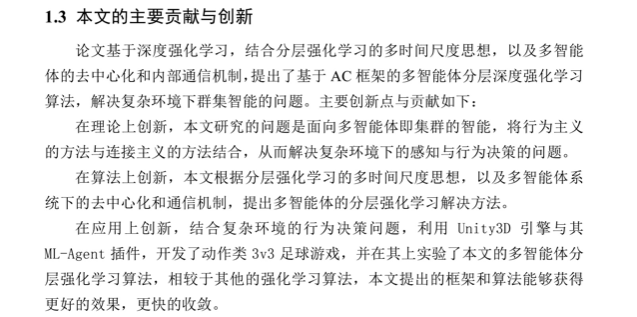 1.3 本文的主要贡献与创新
论文基于深度强化学习，结合分层强化学习的多时间尺度思想，以及多智能
体的去中心化和内部通信机制，提出了基于 AC 框架的多智能体分层深度强化学习
算法，解决复杂环境下群集智能的问题。主要创新点与贡献如下：
在理论上创新，本文研究的问题是面向多智能体即集群的智能，将行为主义
的方法与连接主义的方法结合，从而解决复杂环境下的感知与行为决策的问题。
在算法上创新，本文根据分层强化学习的多时间尺度思想，以及多智能体系
统下的去中心化和通信机制，提出多智能体的分层强化学习解决方法。
在应用上创新，结合复杂环境的行为决策问题，利用 Unity3D 引擎与其
ML-Agent 插件，开发了动作类 3v3 足球游戏，并在其上实验了本文的多智能体分
层强化学习算法，相较于其他的强化学习算法，本文提出的框架和算法能够获得
更好的效果，更快的收敛。